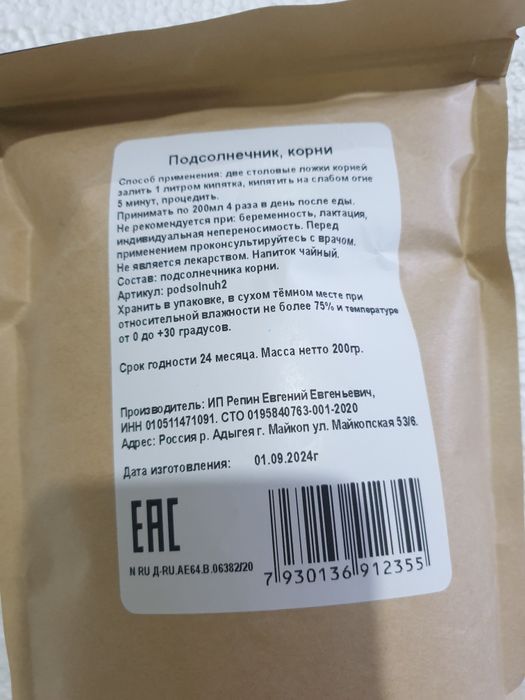 Подсолнечник, корни
Способ применения: две столовые ложки корней
залить 1 литром кипятка, кипятить на слабом огне
5 минут, процедить.
Принимать по 200мл 4 раза в день после еды.
Не рекомендуется при: беременность, лактация,
индивидуальная непереносимость. Перед
применением проконсультируйтесь с врачом.
Не является лекарством. Напиток чайный.
Состав: подсолнечника корни.
Артикул: podsolnuh2
Хранить в упаковке, в сухом тёмном месте при
относительной влажности не более 75% и температуре
от 0 до +30 градусов.
Срок годности 24 месяца. Масса нетто 200гр.
Производитель: ИП Репин Евгений Евгеньевич,
ИНН 010511471091. СТО 0195840763-001-2020
Адрес: Россия р. Адыгея г. Майкоп ул. Майкопская 53/6.
Дата изготовления: 01.09.2024г
EAC
N RU Д-RU.АЕ64.В.06382/20
7 930136 912355